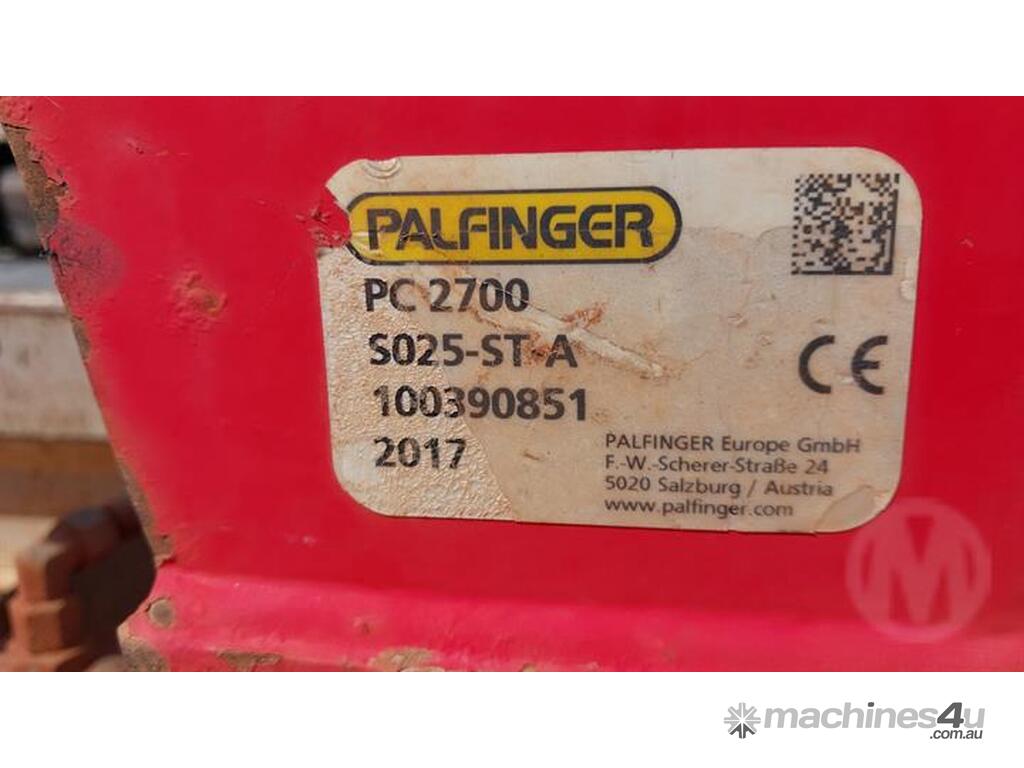 PALFINGER
PC 2700
S025-ST-A
100390851
2017
CE
PALFINGER Europe GmbH
F.-W.-Scherer-Straße 24
5020 Salzburg / Austria
www.palfinger.com
M
machines4u
.com.au